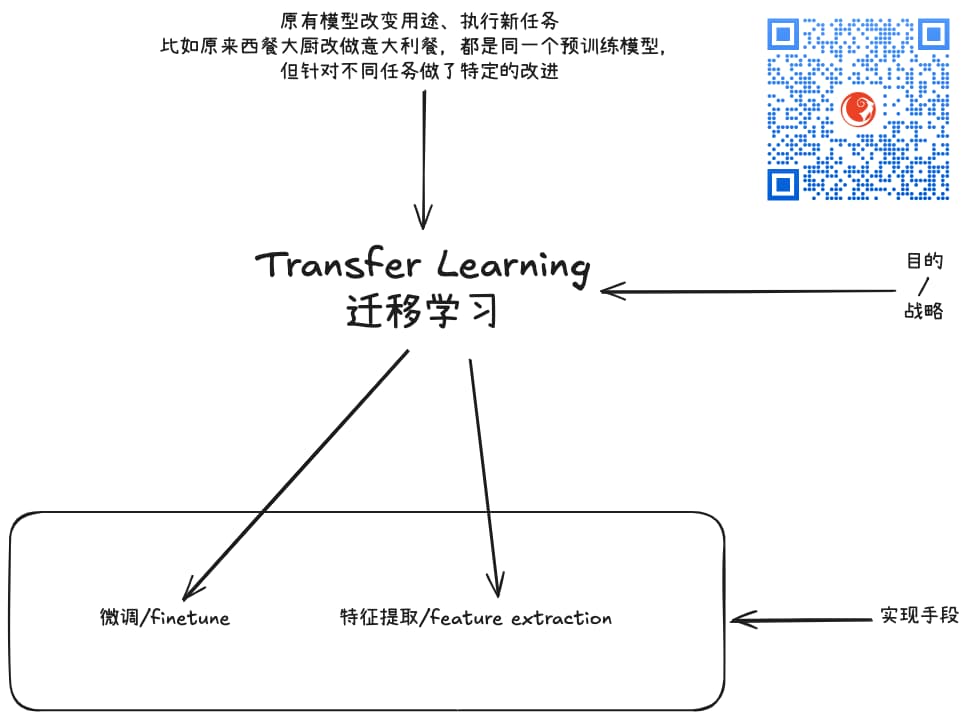 原有模型改变用途、执行新任务
比如原来西餐大厨改做意大利餐，都是同一个预训练模型，
但针对不同任务做了特定的改进
Transfer Learning
迁移学习
目的
/
战略
微调/finetune
特征提取/feature extraction
实现手段